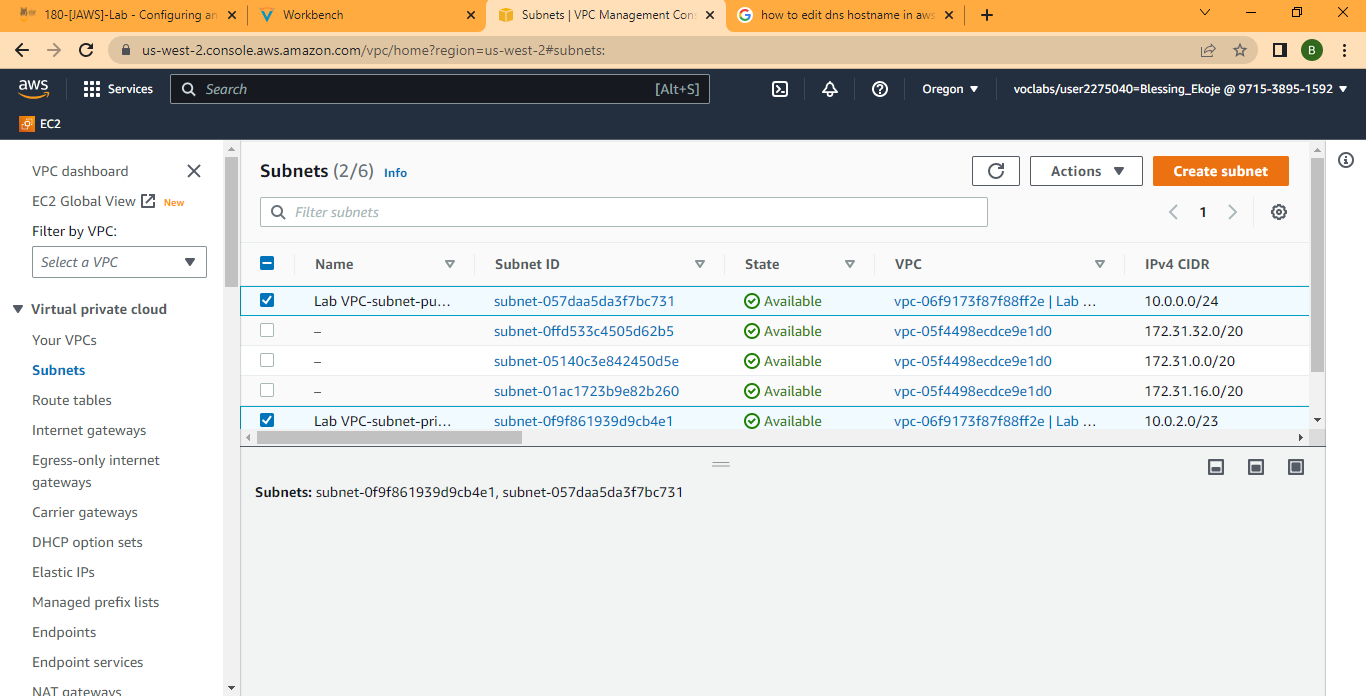 180-[JAWS]-Lab - Configuring an
Workbench
Subnets | VPC Management Cons
how to edit dns hostname in aws
us-west-2.console.aws.amazon.com/vpc/home?region=us-west-2#subnets:
B
aws
Services
Search
[Alt+S]
Oregon
voclabs/user2275040=Blessing_Ekoje @ 9715-3895-1592
EC2
VPC dashboard
EC2 Global View New
Filter by VPC:
Select a VPC
Virtual private cloud
Your VPCs
Subnets
Route tables
Internet gateways
Egress-only internet
gateways
Carrier gateways
DHCP option sets
Elastic IPs
Managed prefix lists
Endpoints
Endpoint services
NAT gateways
Subnets (2/6) Info
Actions
Create subnet
Filter subnets
1
Name Subnet ID State VPC IPv4 CIDR
Lab VPC-subnet-pu... subnet-057daa5da3f7bc731 Available vpc-06f9173f87f88ff2e | Lab ... 10.0.0.0/24
– subnet-0ffd533c4505d62b5 Available vpc-05f4498ecdce9e1d0 172.31.32.0/20
– subnet-05140c3e842450d5e Available vpc-05f4498ecdce9e1d0 172.31.0.0/20
– subnet-01ac1723b9e82b260 Available vpc-05f4498ecdce9e1d0 172.31.16.0/20
Lab VPC-subnet-pri... subnet-0f9f861939d9cb4e1 Available vpc-06f9173f87f88ff2e | Lab ... 10.0.2.0/23
Subnets: subnet-0f9f861939d9cb4e1, subnet-057daa5da3f7bc731